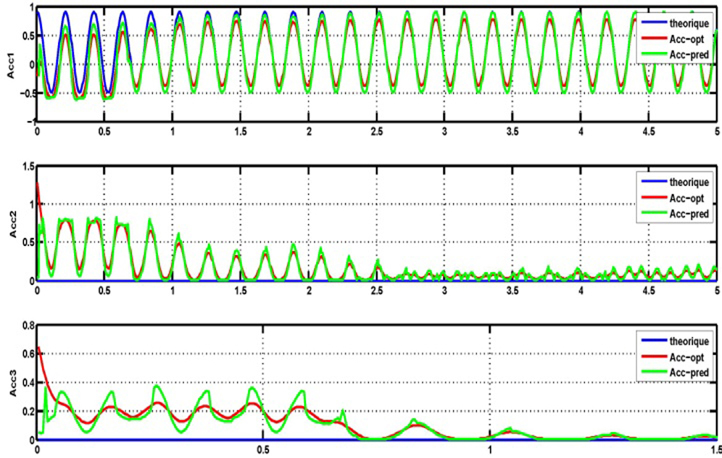 1
0.5
0
-0.5
-1
Acc1
theorique
Acc-opt
Acc-pred
0 0.5 1 1.5 2 2.5 3 3.5 4 4.5 5
1.5
1
0.5
0
Acc2
theorique
Acc-opt
Acc-pred
0 0.5 1 1.5 2 2.5 3 3.5 4 4.5 5
0.8
0.6
0.4
0.2
0
Acc3
theorique
Acc-opt
Acc-pred
0 0.5 1 1.5